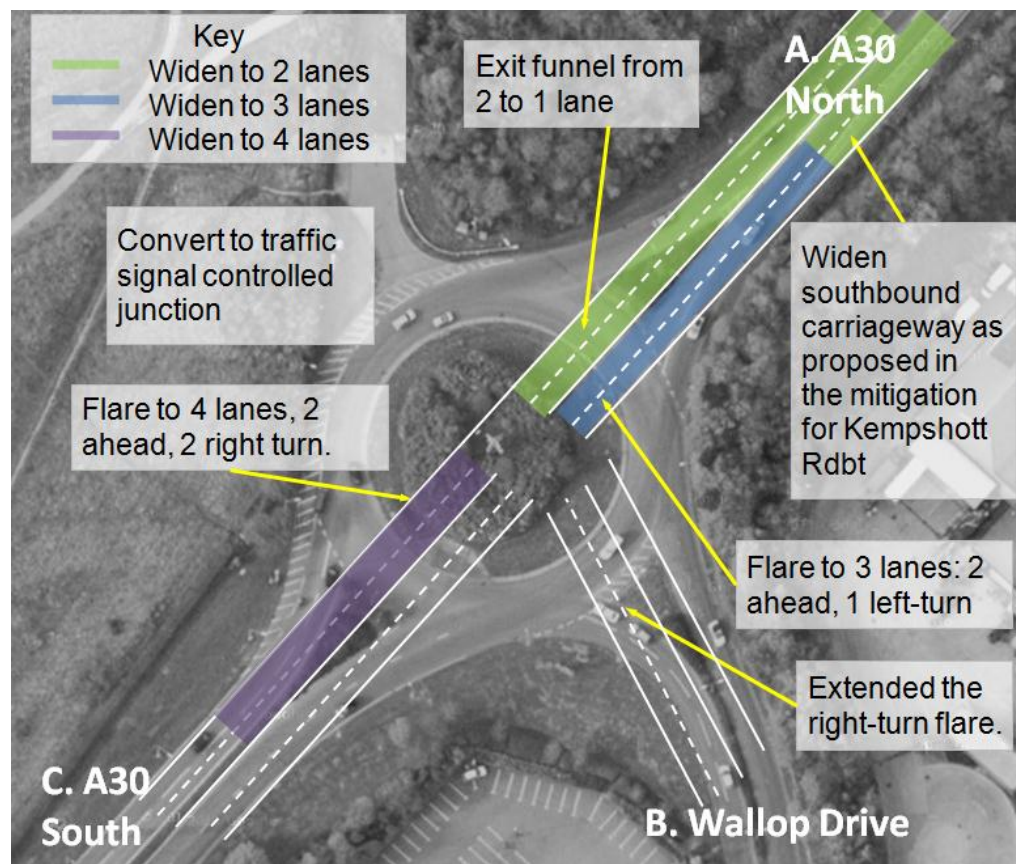 Key
Widen to 2 lanes
Widen to 3 lanes
Widen to 4 lanes
Exit funnel from
2 to 1 lane
A. A30
North
Convert to traffic
signal controlled
junction
Widen
southbound
carriageway as
proposed in
the mitigation
for Kempshott
Rdbt
Flare to 4 lanes, 2
ahead, 2 right turn.
Flare to 3 lanes: 2
ahead, 1 left-turn
Extended the
right-turn flare.
C. A30
South
B. Wallop Drive